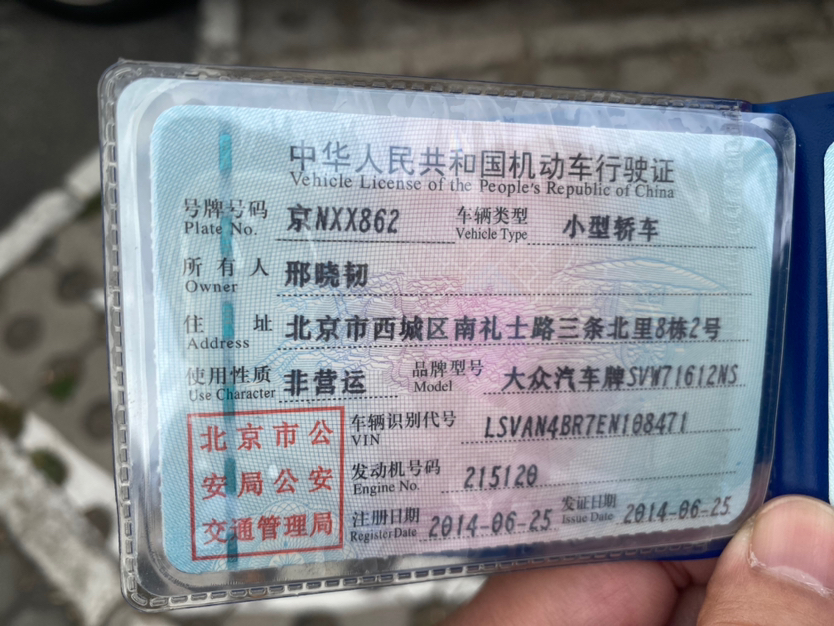 中华人民共和国机动车行驶证
Vehicle License of the People's Republic of China
号牌号码 京NXX862 车辆类型 小型轿车
Plate No. Vehicle Type
所有人 邢晓韧
Owner
住址 北京市西城区南礼士路三条北里8栋2号
Address
使用性质 非营运 品牌型号 大众汽车牌SVW71612NS
Use Character Model
北京市公
安局公安
交通管理局
车辆识别代号 LSVAN4BR7EN108471
VIN
发动机号码 215120
Engine No.
注册日期 2014-06-25 发证日期 2014-06-25
Register Date Issue Date